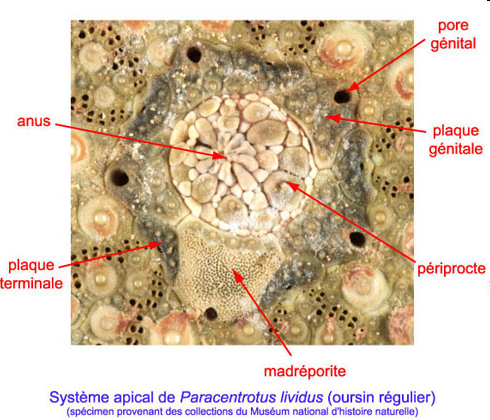 pore
génital
anus
plaque
génitale
plaque
terminale
périprocte
madréporite
Système apical de Paracentrotus lividus (oursin régulier)
(spécimen provenant des collections du Muséum national d'histoire naturelle)